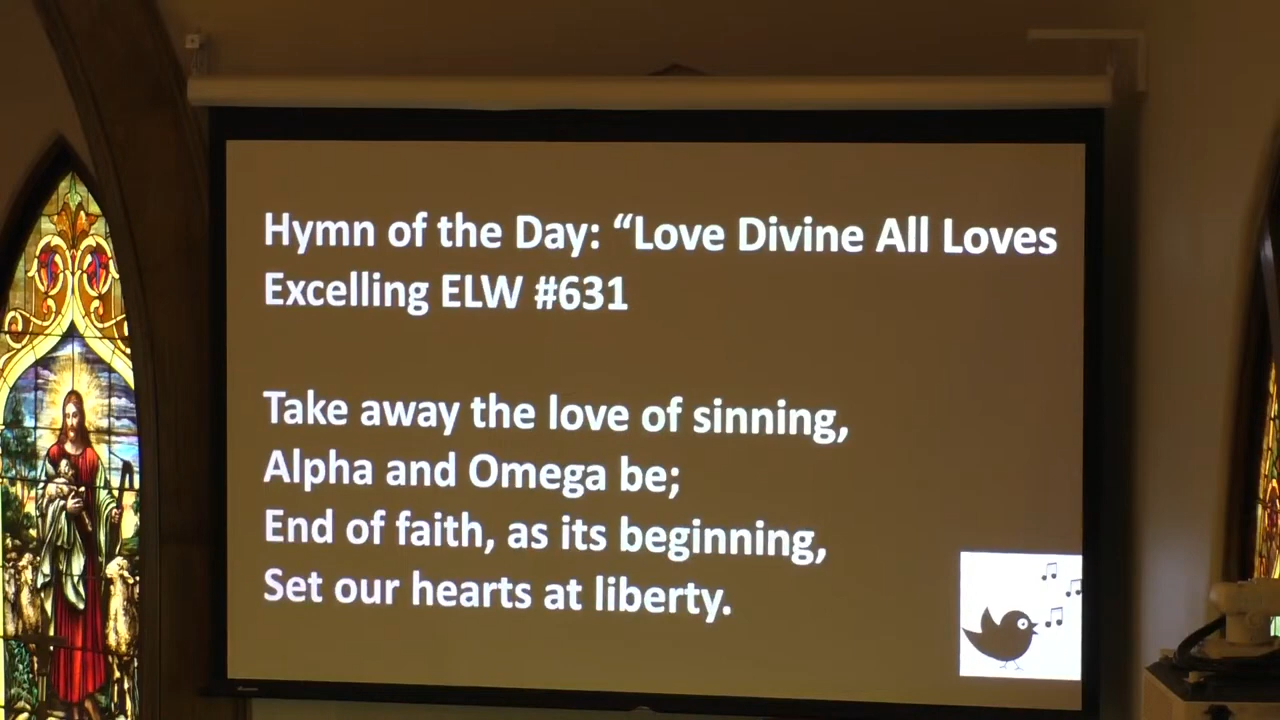 Hymn of the Day: “Love Divine All Loves
Excelling ELW #631
Take away the love of sinning,
Alpha and Omega be;
End of faith, as its beginning,
Set our hearts at liberty.